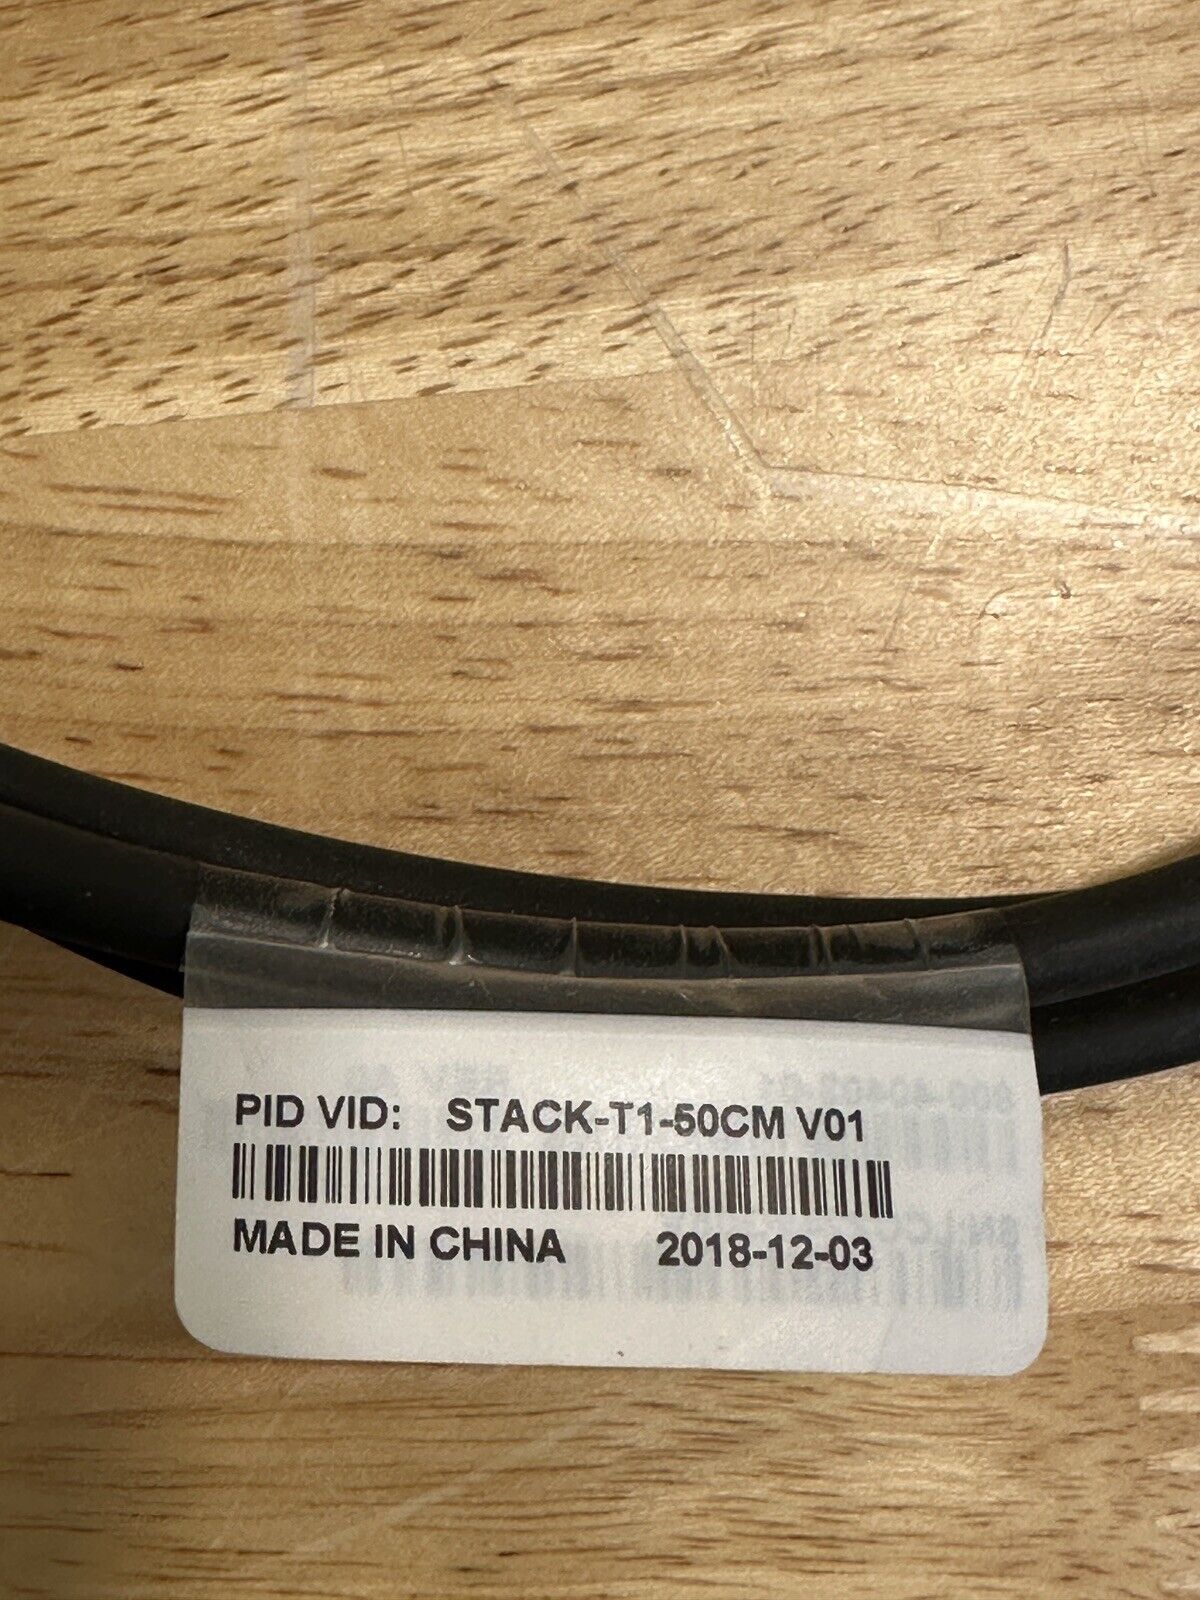 PID VID: STACK-T1-50CM V01
MADE IN CHINA 2018-12-03